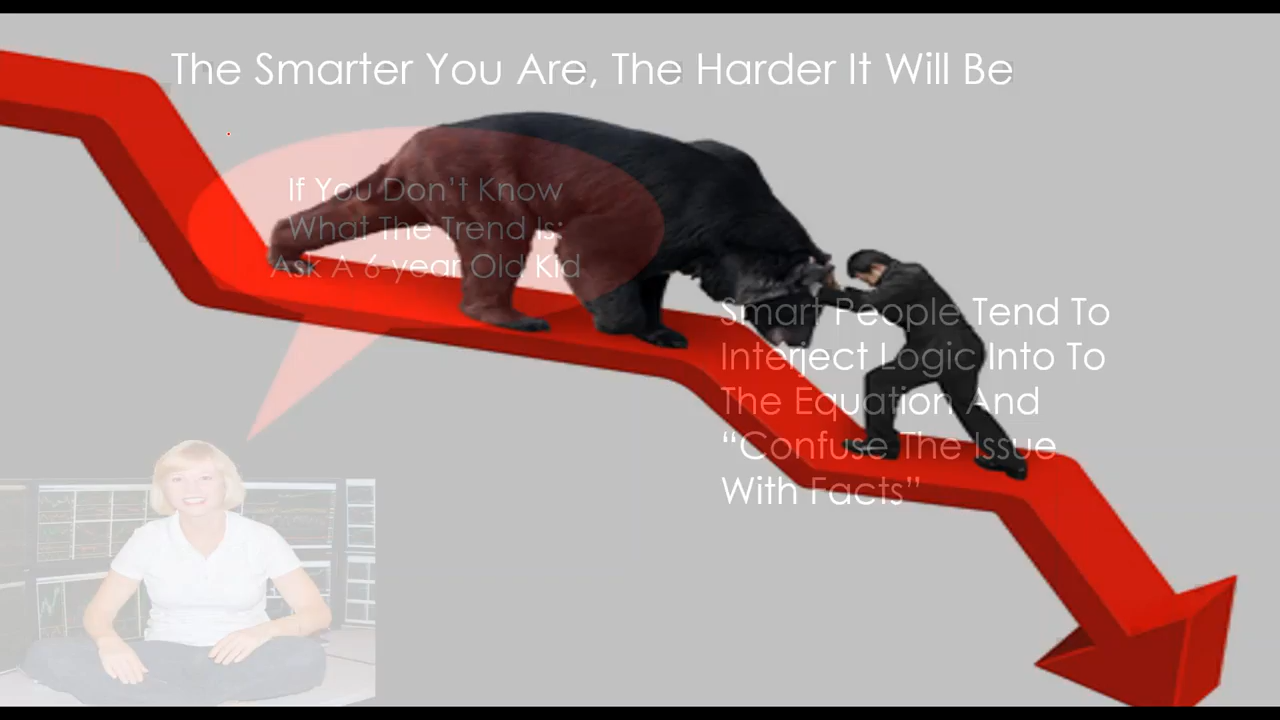 The Smarter You Are, The Harder It Will Be
If You Don't Know
What The Trend Is:
Ask A 6-year Old Kid
Smart People Tend To
Interject Logic Into To
The Equation And
“Confuse The Issue
With Facts”